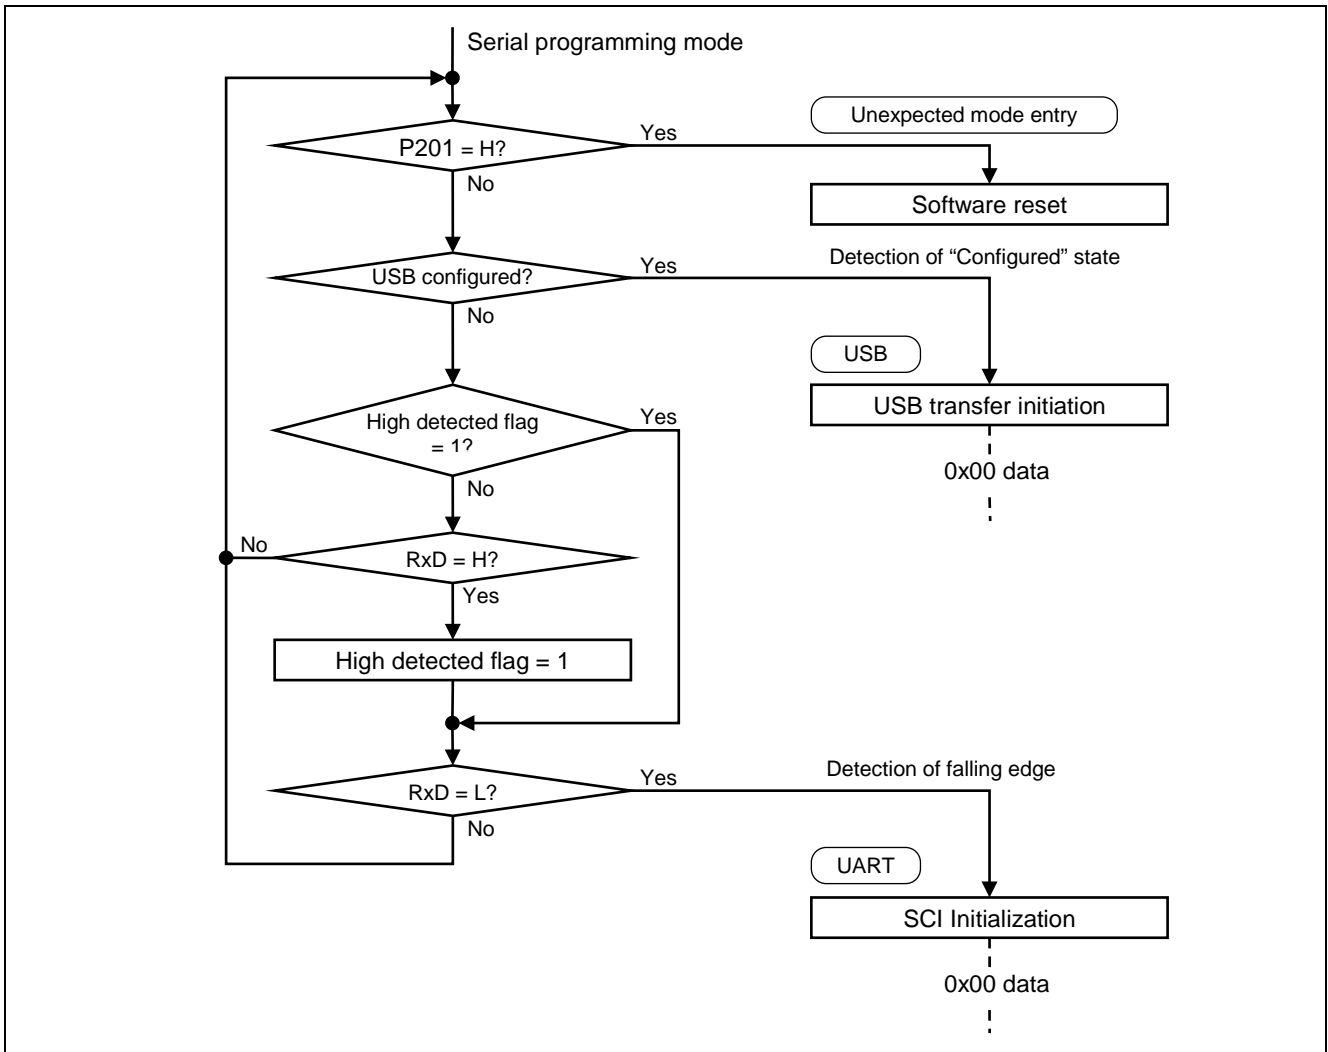 Serial programming mode
Unexpected mode entry
P201 = H?
Yes
No
Software reset
Detection of “Configured” state
USB configured?
Yes
No
USB
USB transfer initiation
0x00 data
High detected flag
= 1?
Yes
No
RxD = H?
No
Yes
High detected flag = 1
Detection of falling edge
RxD = L?
Yes
No
UART
SCI Initialization
0x00 data